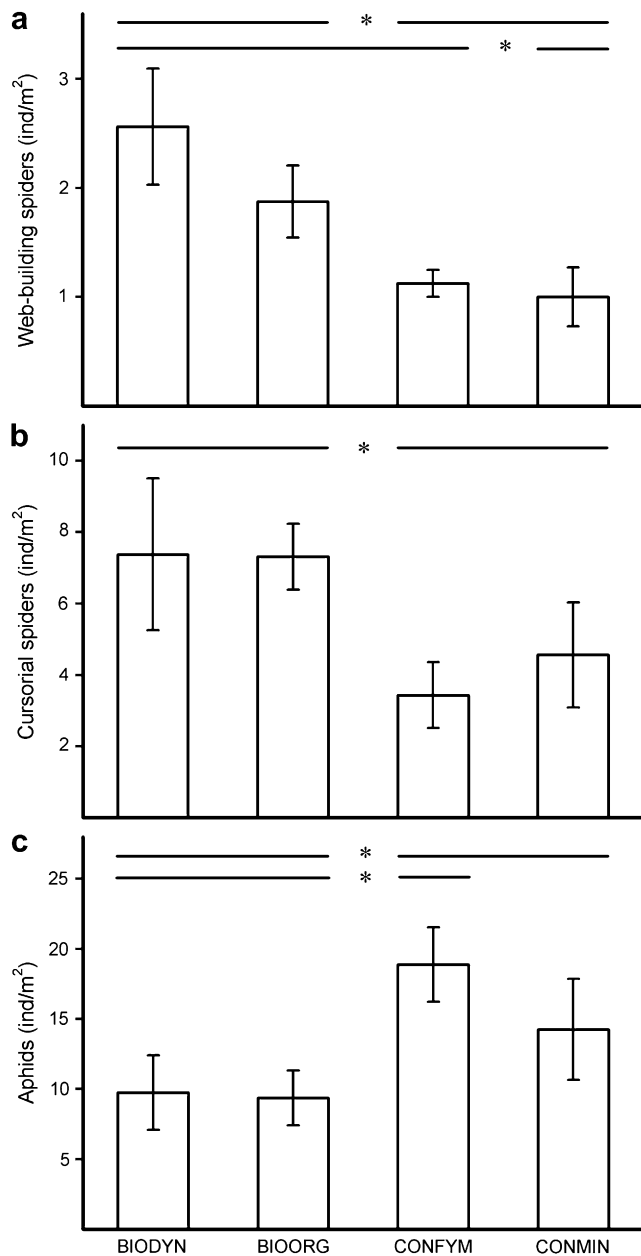 a
*
*
Web-building spiders (ind/m²)
3
2
1
b
*
Cursorial spiders (ind/m²)
10
8
6
4
2
c
*
*
Aphids (ind/m²)
25
20
15
10
5
BIODYN BIOORG CONFYM CONMIN